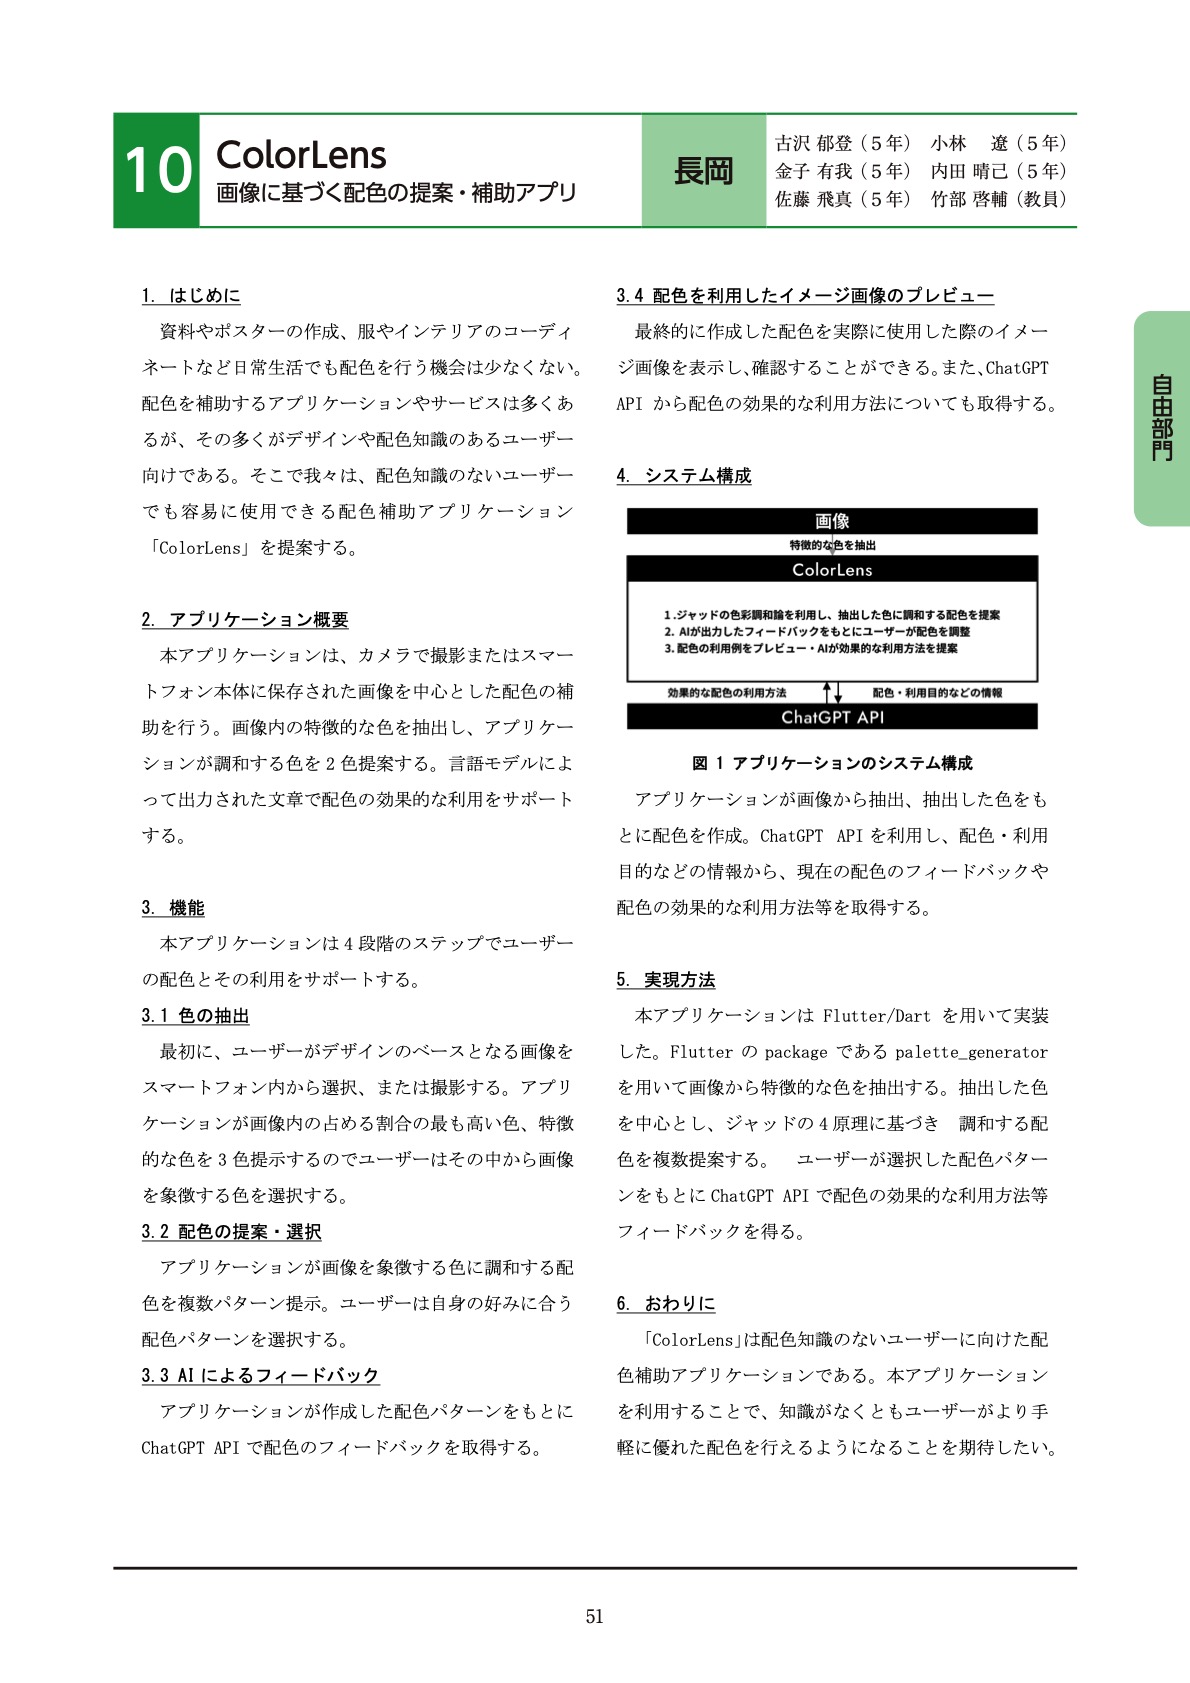 10
ColorLens
画像に基づく配色の提案・補助アプリ
長岡
古沢 郁登（５年）　小林　遼（５年）
金子 有我（５年）　内田 晴己（５年）
佐藤 飛真（５年）　竹部 啓輔（教員）
1. はじめに
資料やポスターの作成、服やインテリアのコーディ
ネートなど日常生活でも配色を行う機会は少なくない。
配色を補助するアプリケーションやサービスは多くあ
るが、その多くがデザインや配色知識のあるユーザー
向けである。そこで我々は、配色知識のないユーザー
でも容易に使用できる配色補助アプリケーション
「ColorLens」を提案する。
2. アプリケーション概要
本アプリケーションは、カメラで撮影またはスマー
トフォン本体に保存された画像を中心とした配色の補
助を行う。画像内の特徴的な色を抽出し、アプリケー
ションが調和する色を 2 色提案する。言語モデルによ
って出力された文章で配色の効果的な利用をサポート
する。
3. 機能
本アプリケーションは 4 段階のステップでユーザー
の配色とその利用をサポートする。
3.1 色の抽出
最初に、ユーザーがデザインのベースとなる画像を
スマートフォン内から選択、または撮影する。アプリ
ケーションが画像内の占める割合の最も高い色、特徴
的な色を 3 色提示するのでユーザーはその中から画像
を象徴する色を選択する。
3.2 配色の提案・選択
アプリケーションが画像を象徴する色に調和する配
色を複数パターン提示。ユーザーは自身の好みに合う
配色パターンを選択する。
3.3 AI によるフィードバック
アプリケーションが作成した配色パターンをもとに
ChatGPT API で配色のフィードバックを取得する。
3.4 配色を利用したイメージ画像のプレビュー
最終的に作成した配色を実際に使用した際のイメー
ジ画像を表示し、確認することができる。また、ChatGPT
API から配色の効果的な利用方法についても取得する。
4. システム構成
画像
特徴的な色を抽出
ColorLens
1.ジャッドの色彩調和論を利用し、抽出した色に調和する配色を提案
2. AIが出力したフィードバックをもとにユーザーが配色を調整
3. 配色の利用例をプレビュー・AIが効果的な利用方法を提案
効果的な配色の利用方法
配色・利用目的などの情報
ChatGPT API
図 1 アプリケーションのシステム構成
アプリケーションが画像から抽出、抽出した色をも
とに配色を作成。ChatGPT API を利用し、配色・利用
目的などの情報から、現在の配色のフィードバックや
配色の効果的な利用方法等を取得する。
5. 実現方法
本アプリケーションは Flutter/Dart を用いて実装
した。Flutter の package である palette_generator
を用いて画像から特徴的な色を抽出する。抽出した色
を中心とし、ジャッドの 4 原理に基づき　調和する配
色を複数提案する。　ユーザーが選択した配色パター
ンをもとに ChatGPT API で配色の効果的な利用方法等
フィードバックを得る。
6. おわりに
「ColorLens」は配色知識のないユーザーに向けた配
色補助アプリケーションである。本アプリケーション
を利用することで、知識がなくともユーザーがより手
軽に優れた配色を行えるようになることを期待したい。
自由部門
51